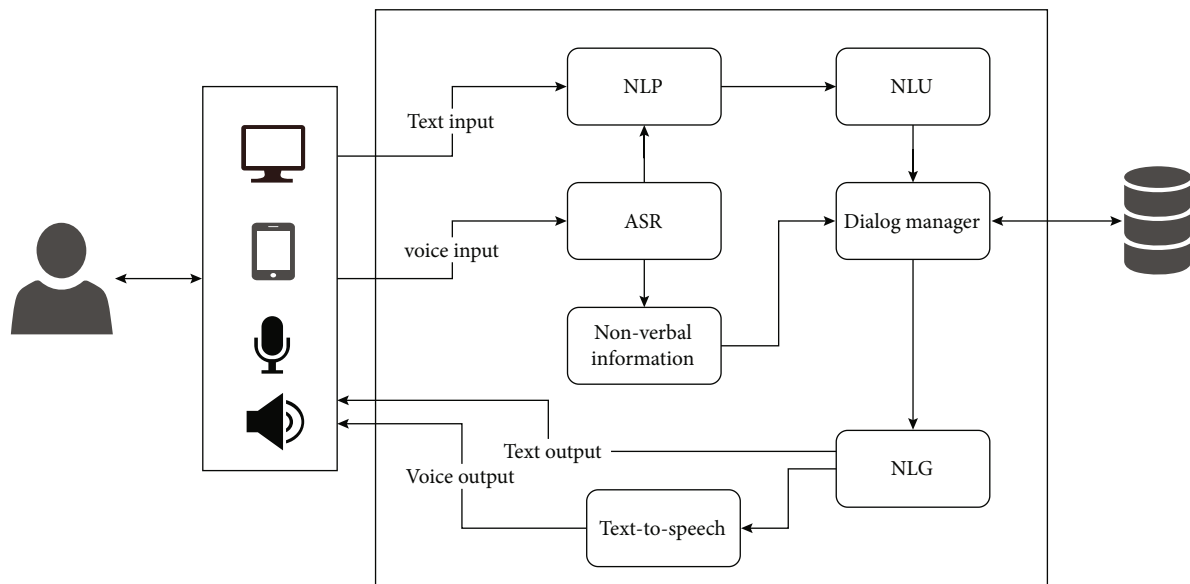 NLP
NLU
Text input
ASR
Dialog manager
voice input
Non-verbal
information
Text output
NLG
Voice output
Text-to-speech